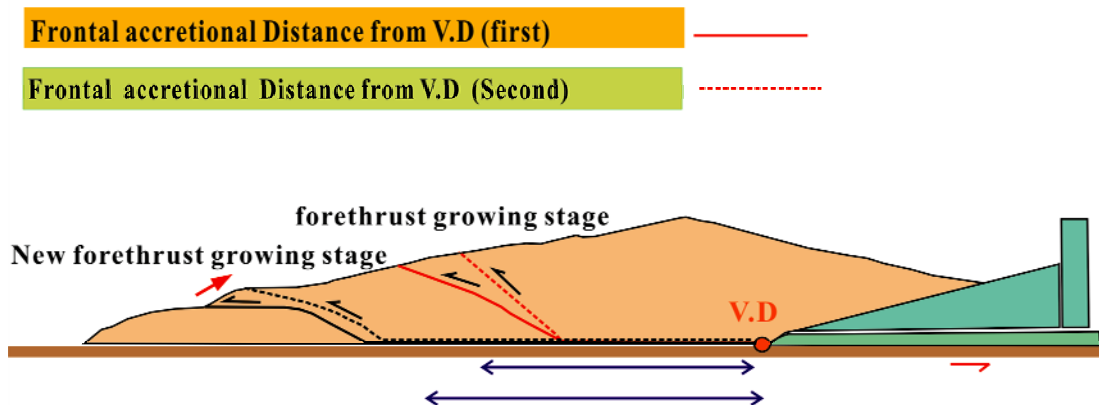 Frontal accretional Distance from V.D (first)
Frontal accretional Distance from V.D (Second)
forethrust growing stage
New forethrust growing stage
V.D